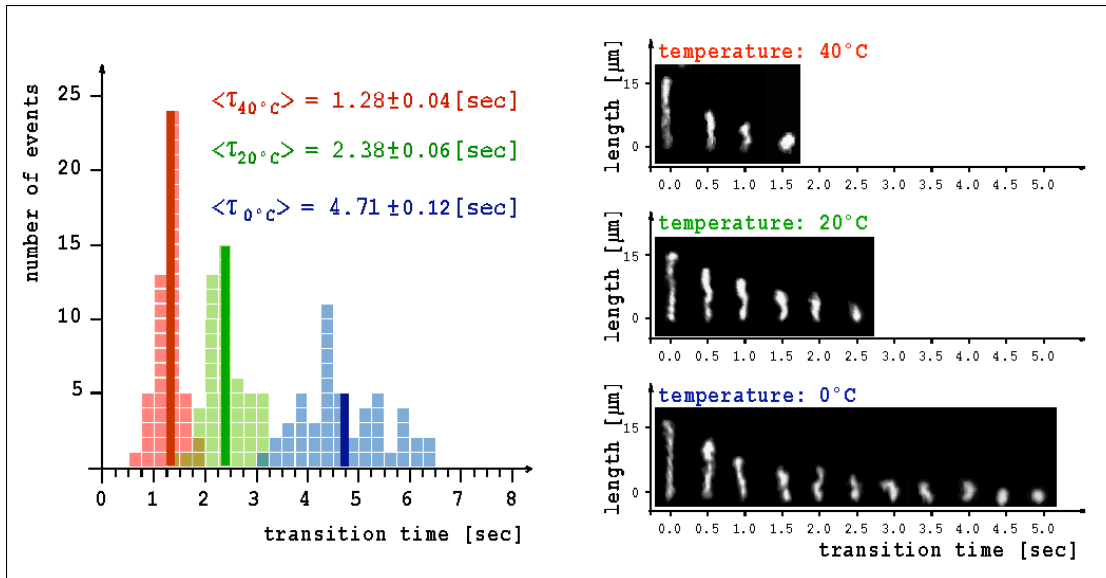 number of events
25
20
15
10
5
<τ40°C> = 1.28±0.04[sec]
<τ20°C> = 2.38±0.06[sec]
<τ0°C> = 4.71±0.12[sec]
0 1 2 3 4 5 6 7 8
transition time [sec]
temperature: 40°C
length [µm]
15
0
0.0 0.5 1.0 1.5 2.0 2.5 3.0 3.5 4.0 4.5 5.0
temperature: 20°C
length [µm]
15
0
0.0 0.5 1.0 1.5 2.0 2.5 3.0 3.5 4.0 4.5 5.0
temperature: 0°C
length [µm]
15
0
0.0 0.5 1.0 1.5 2.0 2.5 3.0 3.5 4.0 4.5 5.0
transition time [sec]